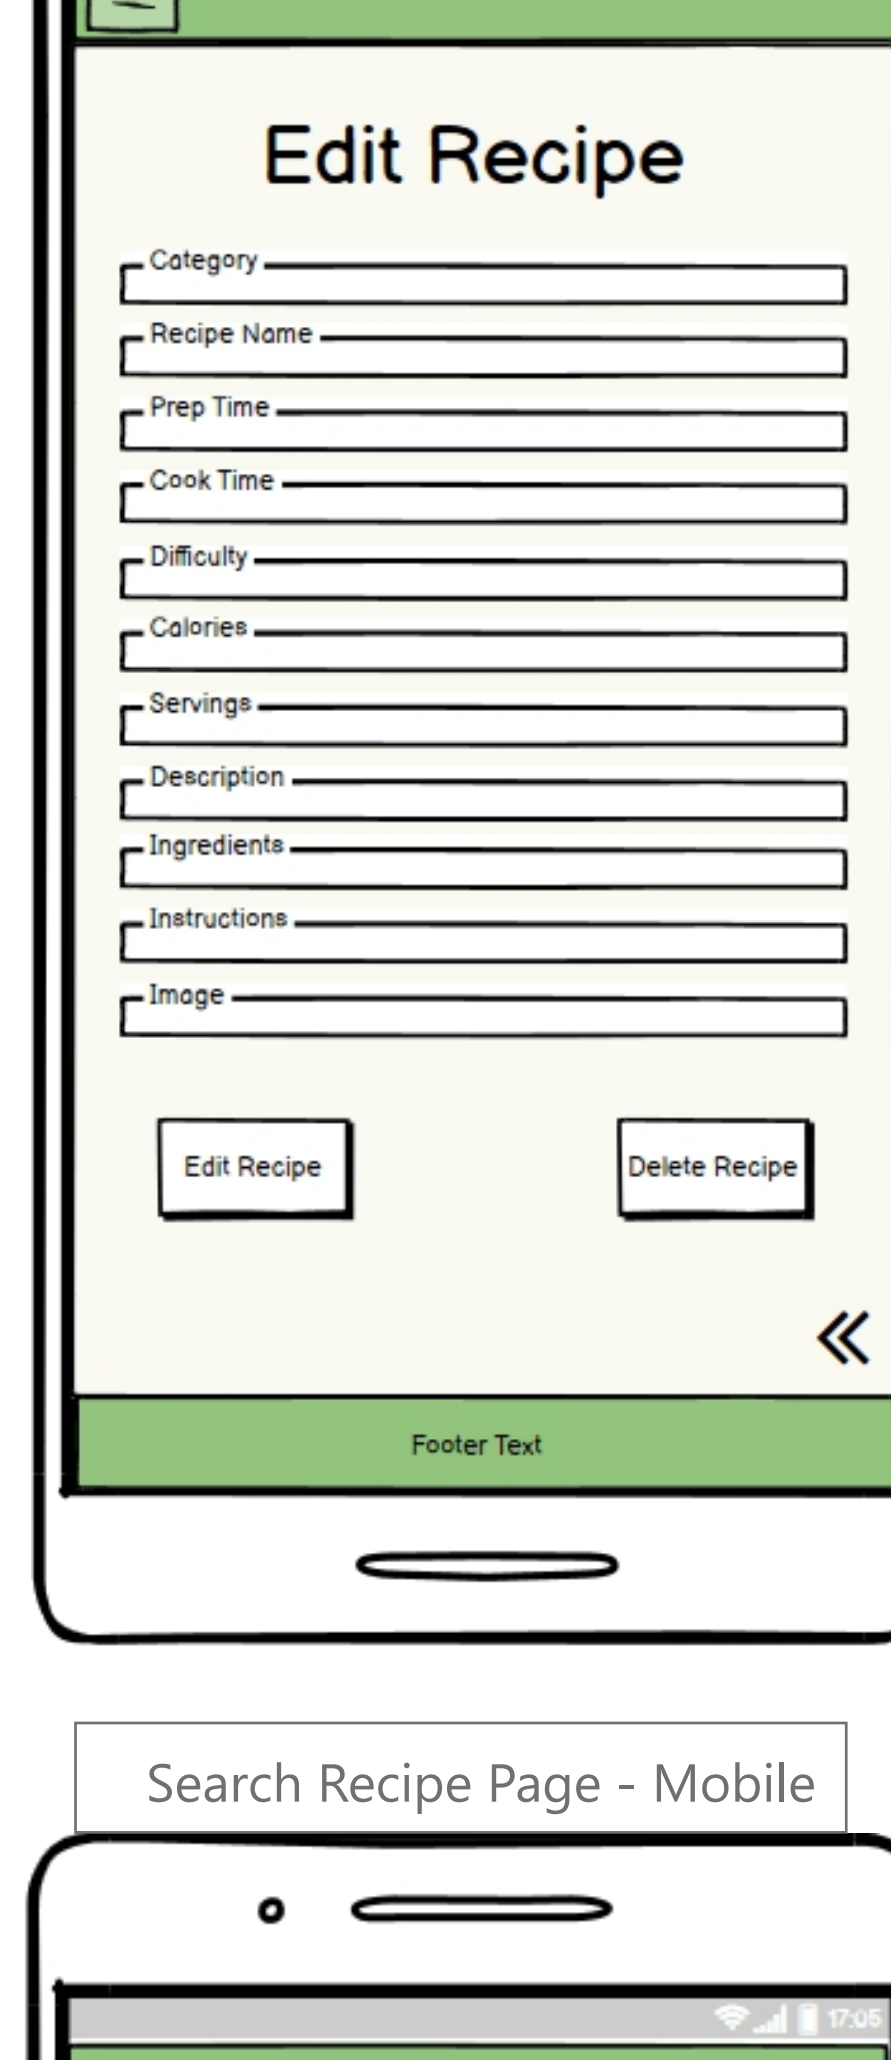 Edit Recipe
Category
Recipe Name
Prep Time
Cook Time
Difficulty
Calories
Servings
Description
Ingredients
Instructions
Image
Edit Recipe
Delete Recipe
Footer Text
Search Recipe Page - Mobile
17:05